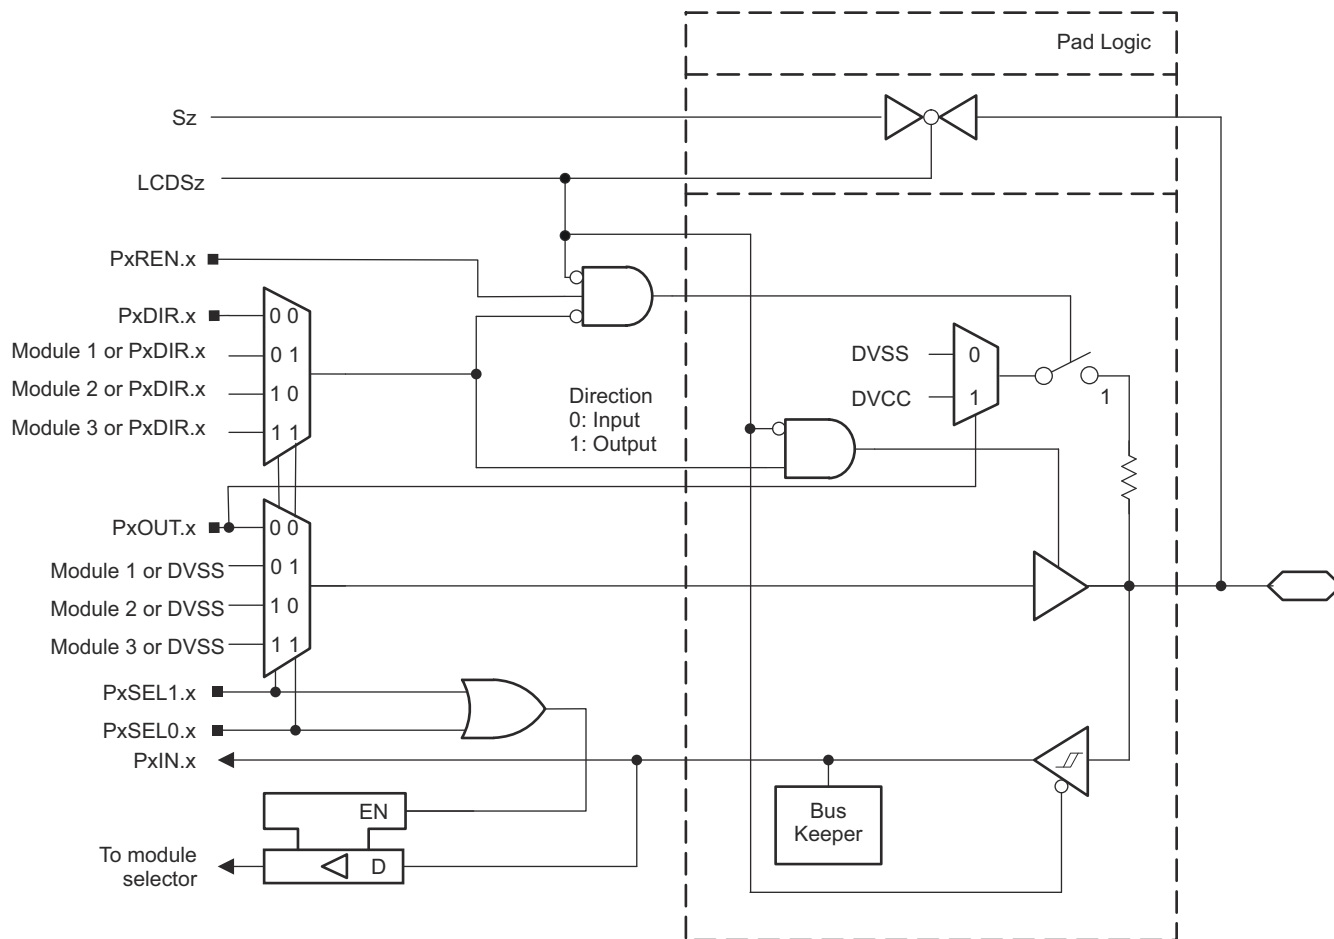 Pad Logic
Sz
LCDSz
PxREN.x
PxDIR.x
0 0
Module 1 or PxDIR.x
0 1
Module 2 or PxDIR.x
1 0
Module 3 or PxDIR.x
1 1
Direction
0: Input
1: Output
DVSS
0
DVCC
1
1
PxOUT.x
0 0
Module 1 or DVSS
0 1
Module 2 or DVSS
1 0
Module 3 or DVSS
1 1
PxSEL1.x
PxSEL0.x
PxIN.x
EN
Bus
Keeper
To module
selector
D